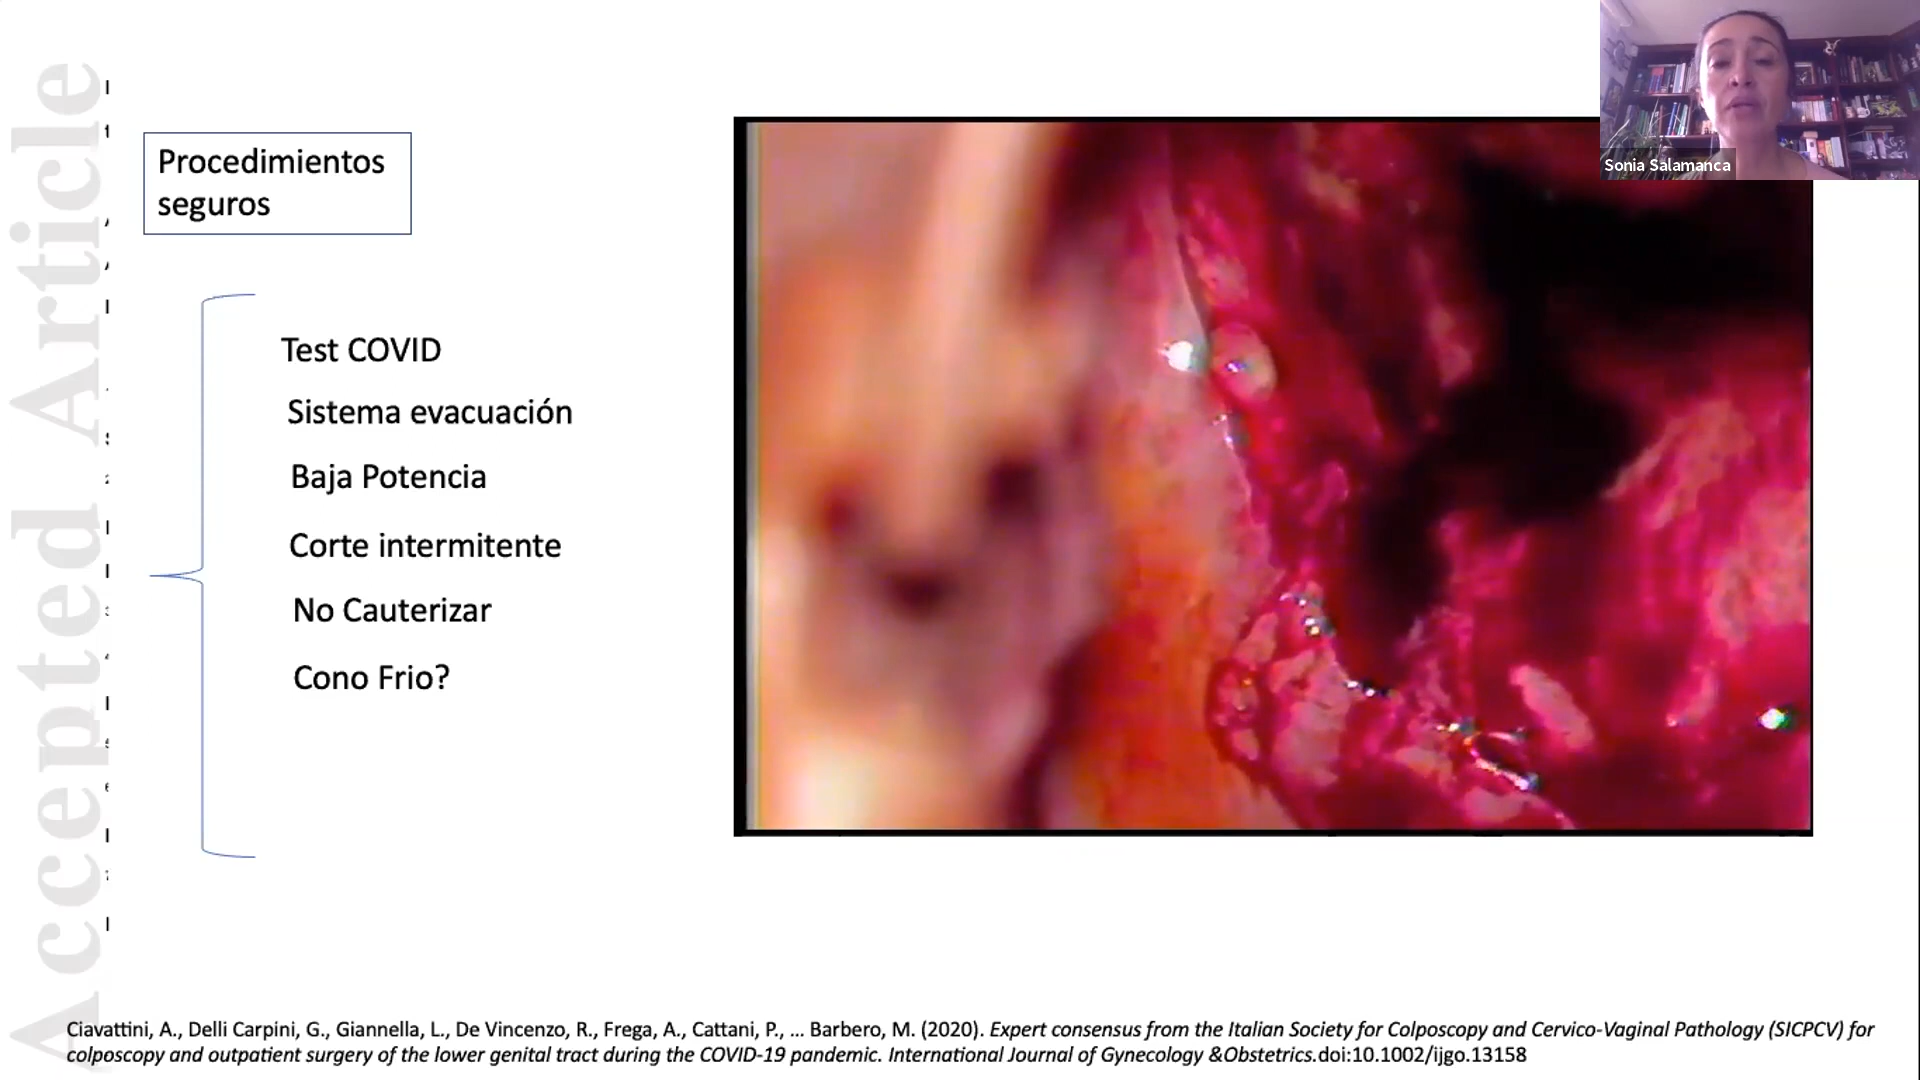 Accepted Article
Procedimientos
seguros
Sonia Salamanca
Test COVID
Sistema evacuación
Baja Potencia
Corte intermitente
No Cauterizar
Cono Frio?
Ciavattini, A., Delli Carpini, G., Giannella, L., De Vincenzo, R., Frega, A., Cattani, P., ... Barbero, M. (2020). Expert consensus from the Italian Society for Colposcopy and Cervico-Vaginal Pathology (SICPCV) for
colposcopy and outpatient surgery of the lower genital tract during the COVID-19 pandemic. International Journal of Gynecology &Obstetrics.doi:10.1002/ijgo.13158